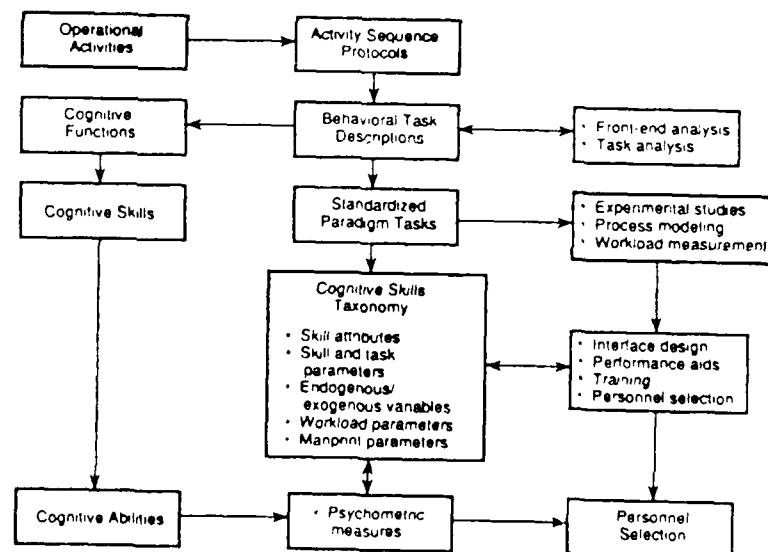 Operational
Activities
Activity Sequence
Protocols
Cognitive
Functions
Behavioral Task
Descriptions
• Front-end analysis
• Task analysis
Cognitive Skills
Standardized
Paradigm Tasks
• Experimental studies
• Process modeling
• Workload measurement
Cognitive Skills
Taxonomy
• Skill attributes
• Skill and task
parameters
• Endogenous/
exogenous variables
• Workload parameters
• Manprint parameters
• Interface design
• Performance aids
• Training
• Personnel selection
Cognitive Abilities
• Psychometric
measures
Personnel
Selection